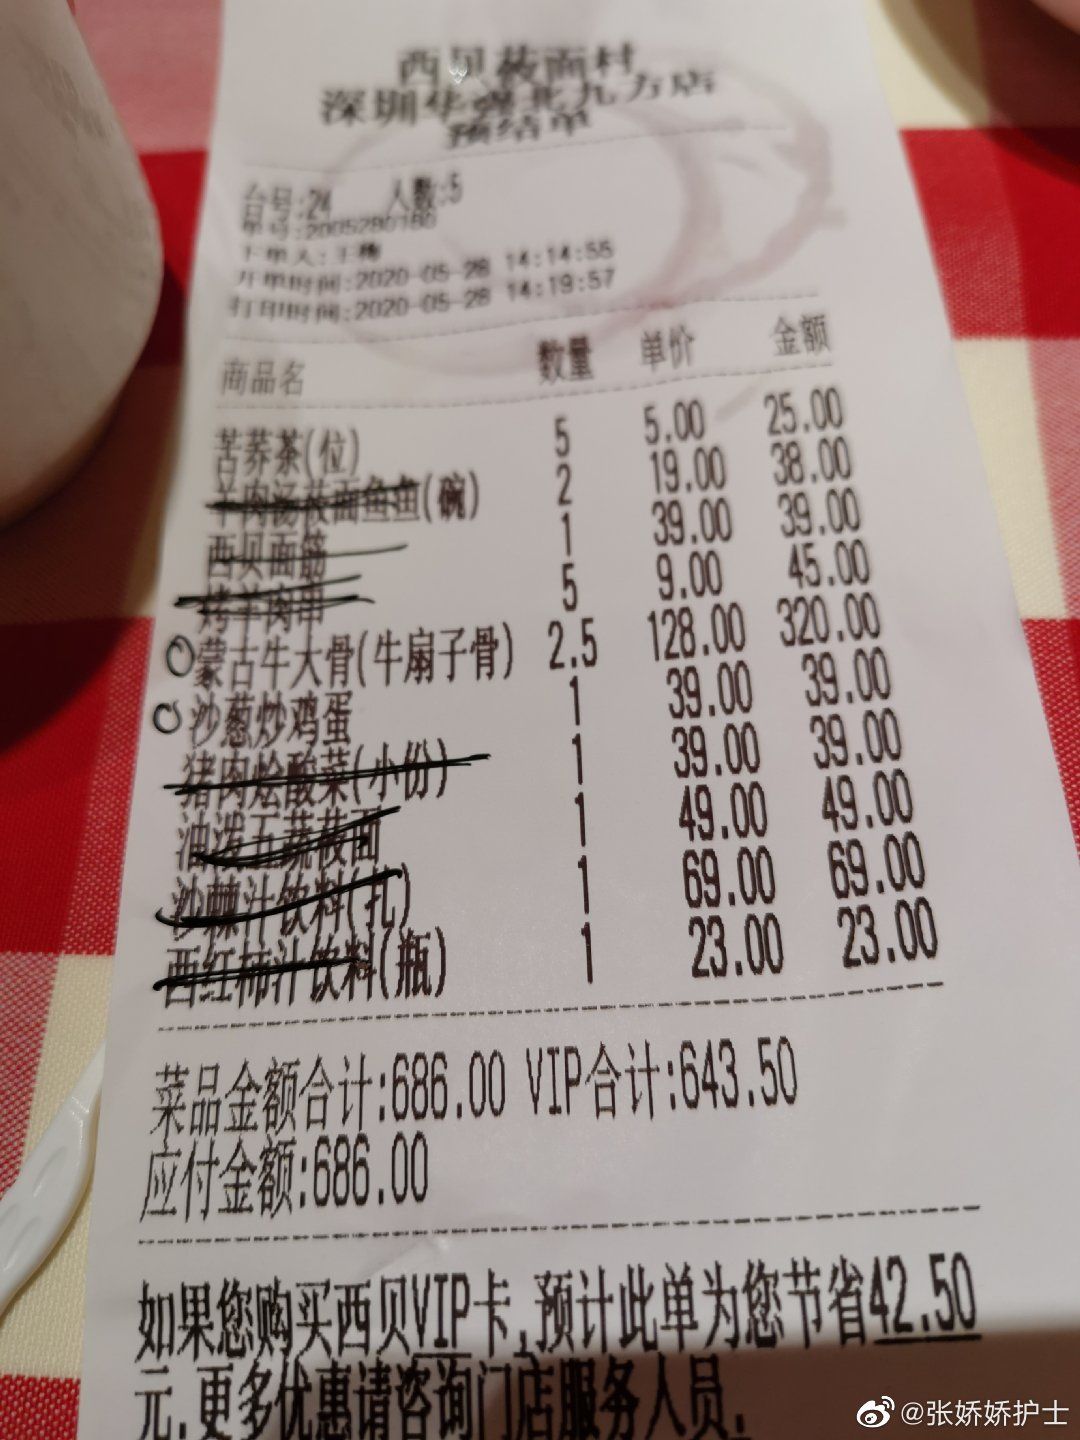 西贝莜面村
深圳华强北九方店
预结单
台号:24 人数:5
单号:2005280180
下单人:王梅
开单时间:2020-05-28 14:14:55
打印时间:2020-05-28 14:19:57
商品名 数量 单价 金额
苦荞茶(位) 5 5.00 25.00
羊肉汤莜面鱼鱼(碗) 2 19.00 38.00
西贝面筋 1 39.00 39.00
烤羊肉串 5 9.00 45.00
蒙古牛大骨(牛扇子骨) 2.5 128.00 320.00
沙葱炒鸡蛋 1 39.00 39.00
猪肉烩酸菜(小份) 1 39.00 39.00
油泼五蔬莜面 1 49.00 49.00
沙棘汁饮料(扎) 1 69.00 69.00
西红柿汁饮料(瓶) 1 23.00 23.00
菜品金额合计:686.00 VIP合计:643.50
应付金额:686.00
如果您购买西贝VIP卡,预计此单为您节省42.50
元,更多优惠请咨询门店服务人员.
@张娇娇护士